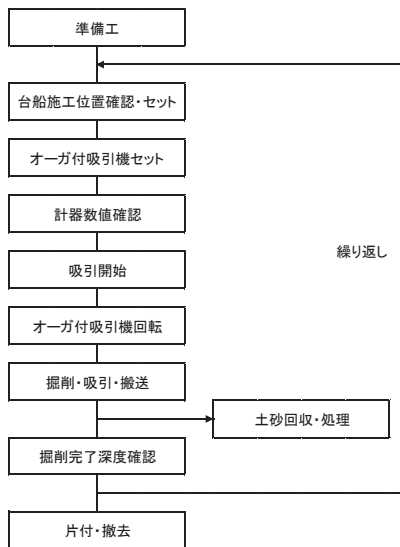 準備工
台船施工位置確認・セット
オーガ付吸引機セット
計器数値確認
繰り返し
吸引開始
オーガ付吸引機回転
掘削・吸引・搬送
土砂回収・処理
掘削完了深度確認
片付・撤去